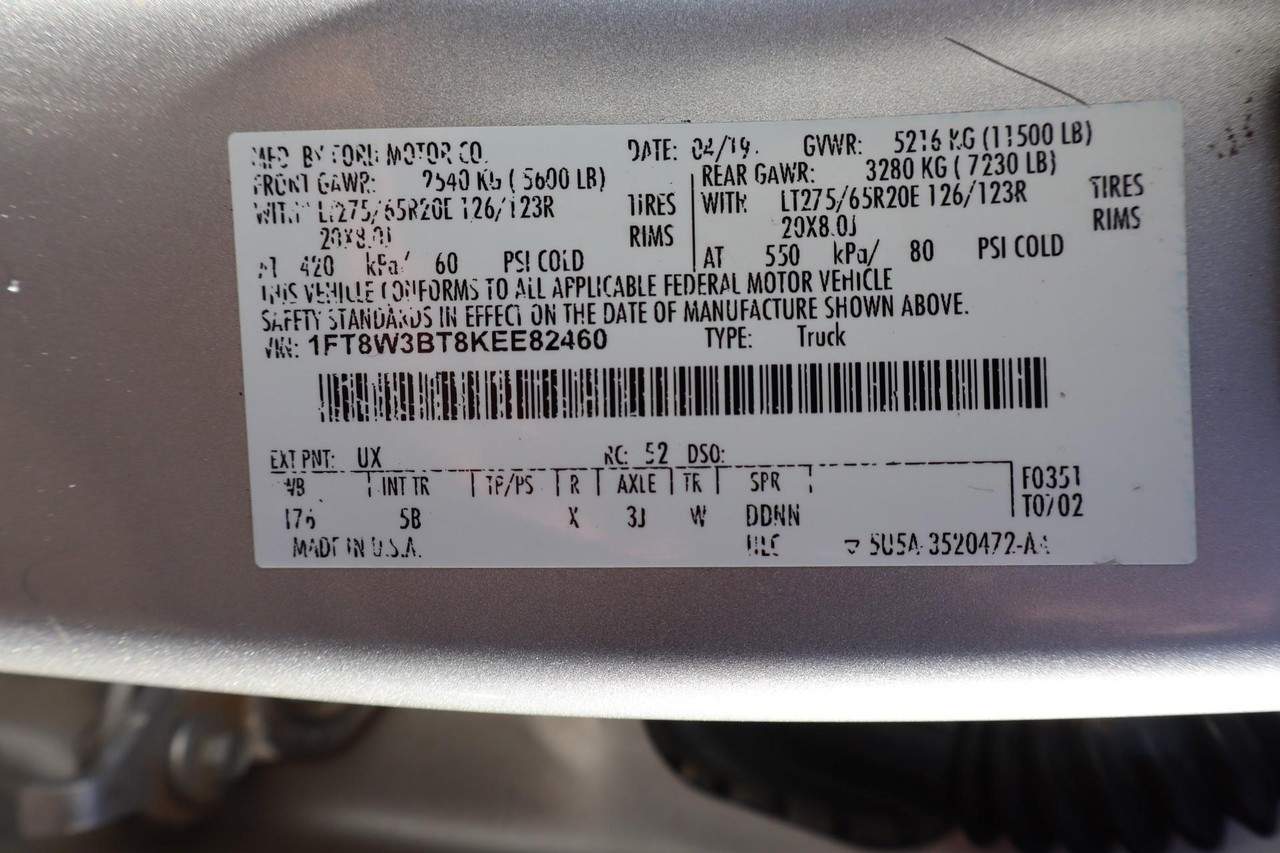 MFD. BY FORD MOTOR CO. DATE: 04/19. GVWR: 5216 KG (11500 LB)
FRONT GAWR: 2540 KG ( 5600 LB) REAR GAWR: 3280 KG ( 7230 LB)
WITH LT275/65R20E 126/123R TIRES WITH LT275/65R20E 126/123R TIRES
20X8.0J RIMS 20X8.0J RIMS
AT 420 kPa/ 60 PSI COLD AT 550 kPa/ 80 PSI COLD
THIS VEHICLE CONFORMS TO ALL APPLICABLE FEDERAL MOTOR VEHICLE
SAFETY STANDARDS IN EFFECT ON THE DATE OF MANUFACTURE SHOWN ABOVE.
VIN: 1FT8W3BT8KEE82460 TYPE: Truck
EXT PNT: UX RC: 52 DSO:
WB INT TR TP/PS R AXLE TR SPR F0351
176 5B X 3J W DDNN T0702
MADE IN U.S.A. 5U5A-3520472-AA